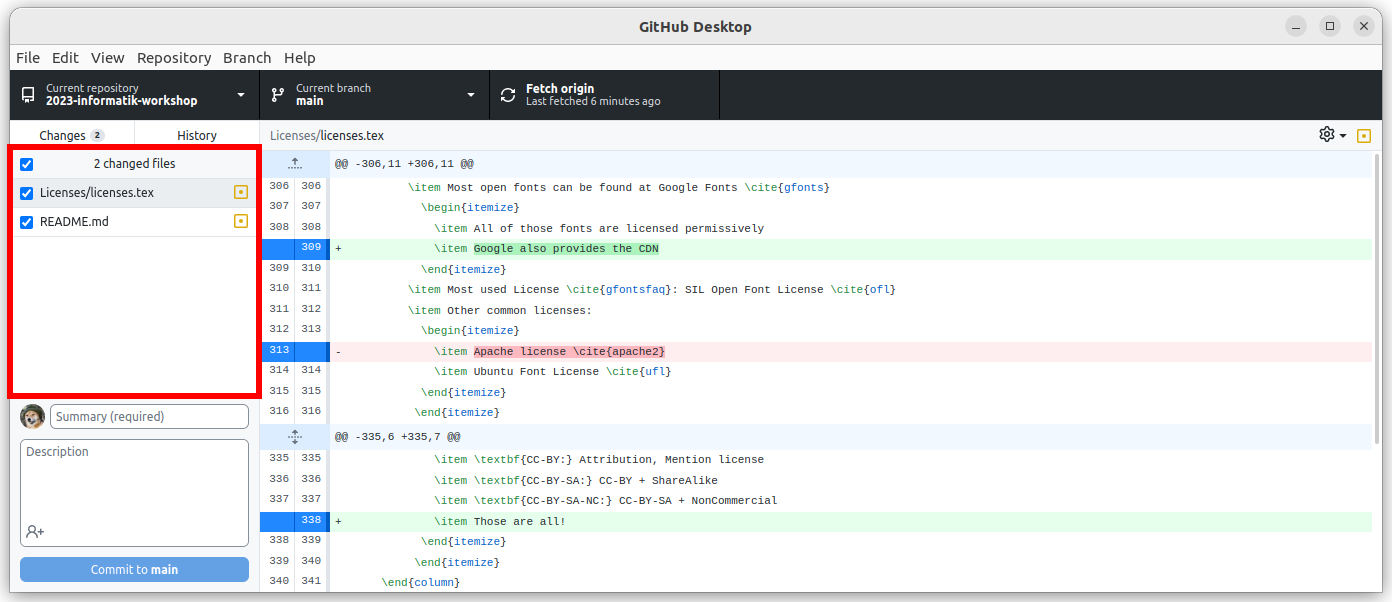 GitHub Desktop
File Edit View Repository Branch Help
Current repository
2023-informatik-workshop
Current branch
main
Fetch origin
Last fetched 6 minutes ago
Changes 2 History
2 changed files
Licenses/licenses.tex
README.md
Summary (required)
Description
Commit to main
Licenses/licenses.tex
@@ -306,11 +306,11 @@
306 306 \item Most open fonts can be found at Google Fonts \cite{gfonts}
307 307 \begin{itemize}
308 308 \item All of those fonts are licensed permissively
309 + \item Google also provides the CDN
309 310 \end{itemize}
310 311 \item Most used License \cite{gfontsfaq}: SIL Open Font License \cite{ofl}
311 312 \item Other common licenses:
312 313 \begin{itemize}
313 - \item Apache license \cite{apache2}
314 314 \item Ubuntu Font License \cite{ufl}
315 315 \end{itemize}
316 316 \end{itemize}
@@ -335,6 +335,7 @@
335 335 \item \textbf{CC-BY:} Attribution, Mention license
336 336 \item \textbf{CC-BY-SA:} CC-BY + ShareAlike
337 337 \item \textbf{CC-BY-SA-NC:} CC-BY-SA + NonCommercial
338 + \item Those are all!
338 339 \end{itemize}
339 340 \end{itemize}
340 341 \end{column}